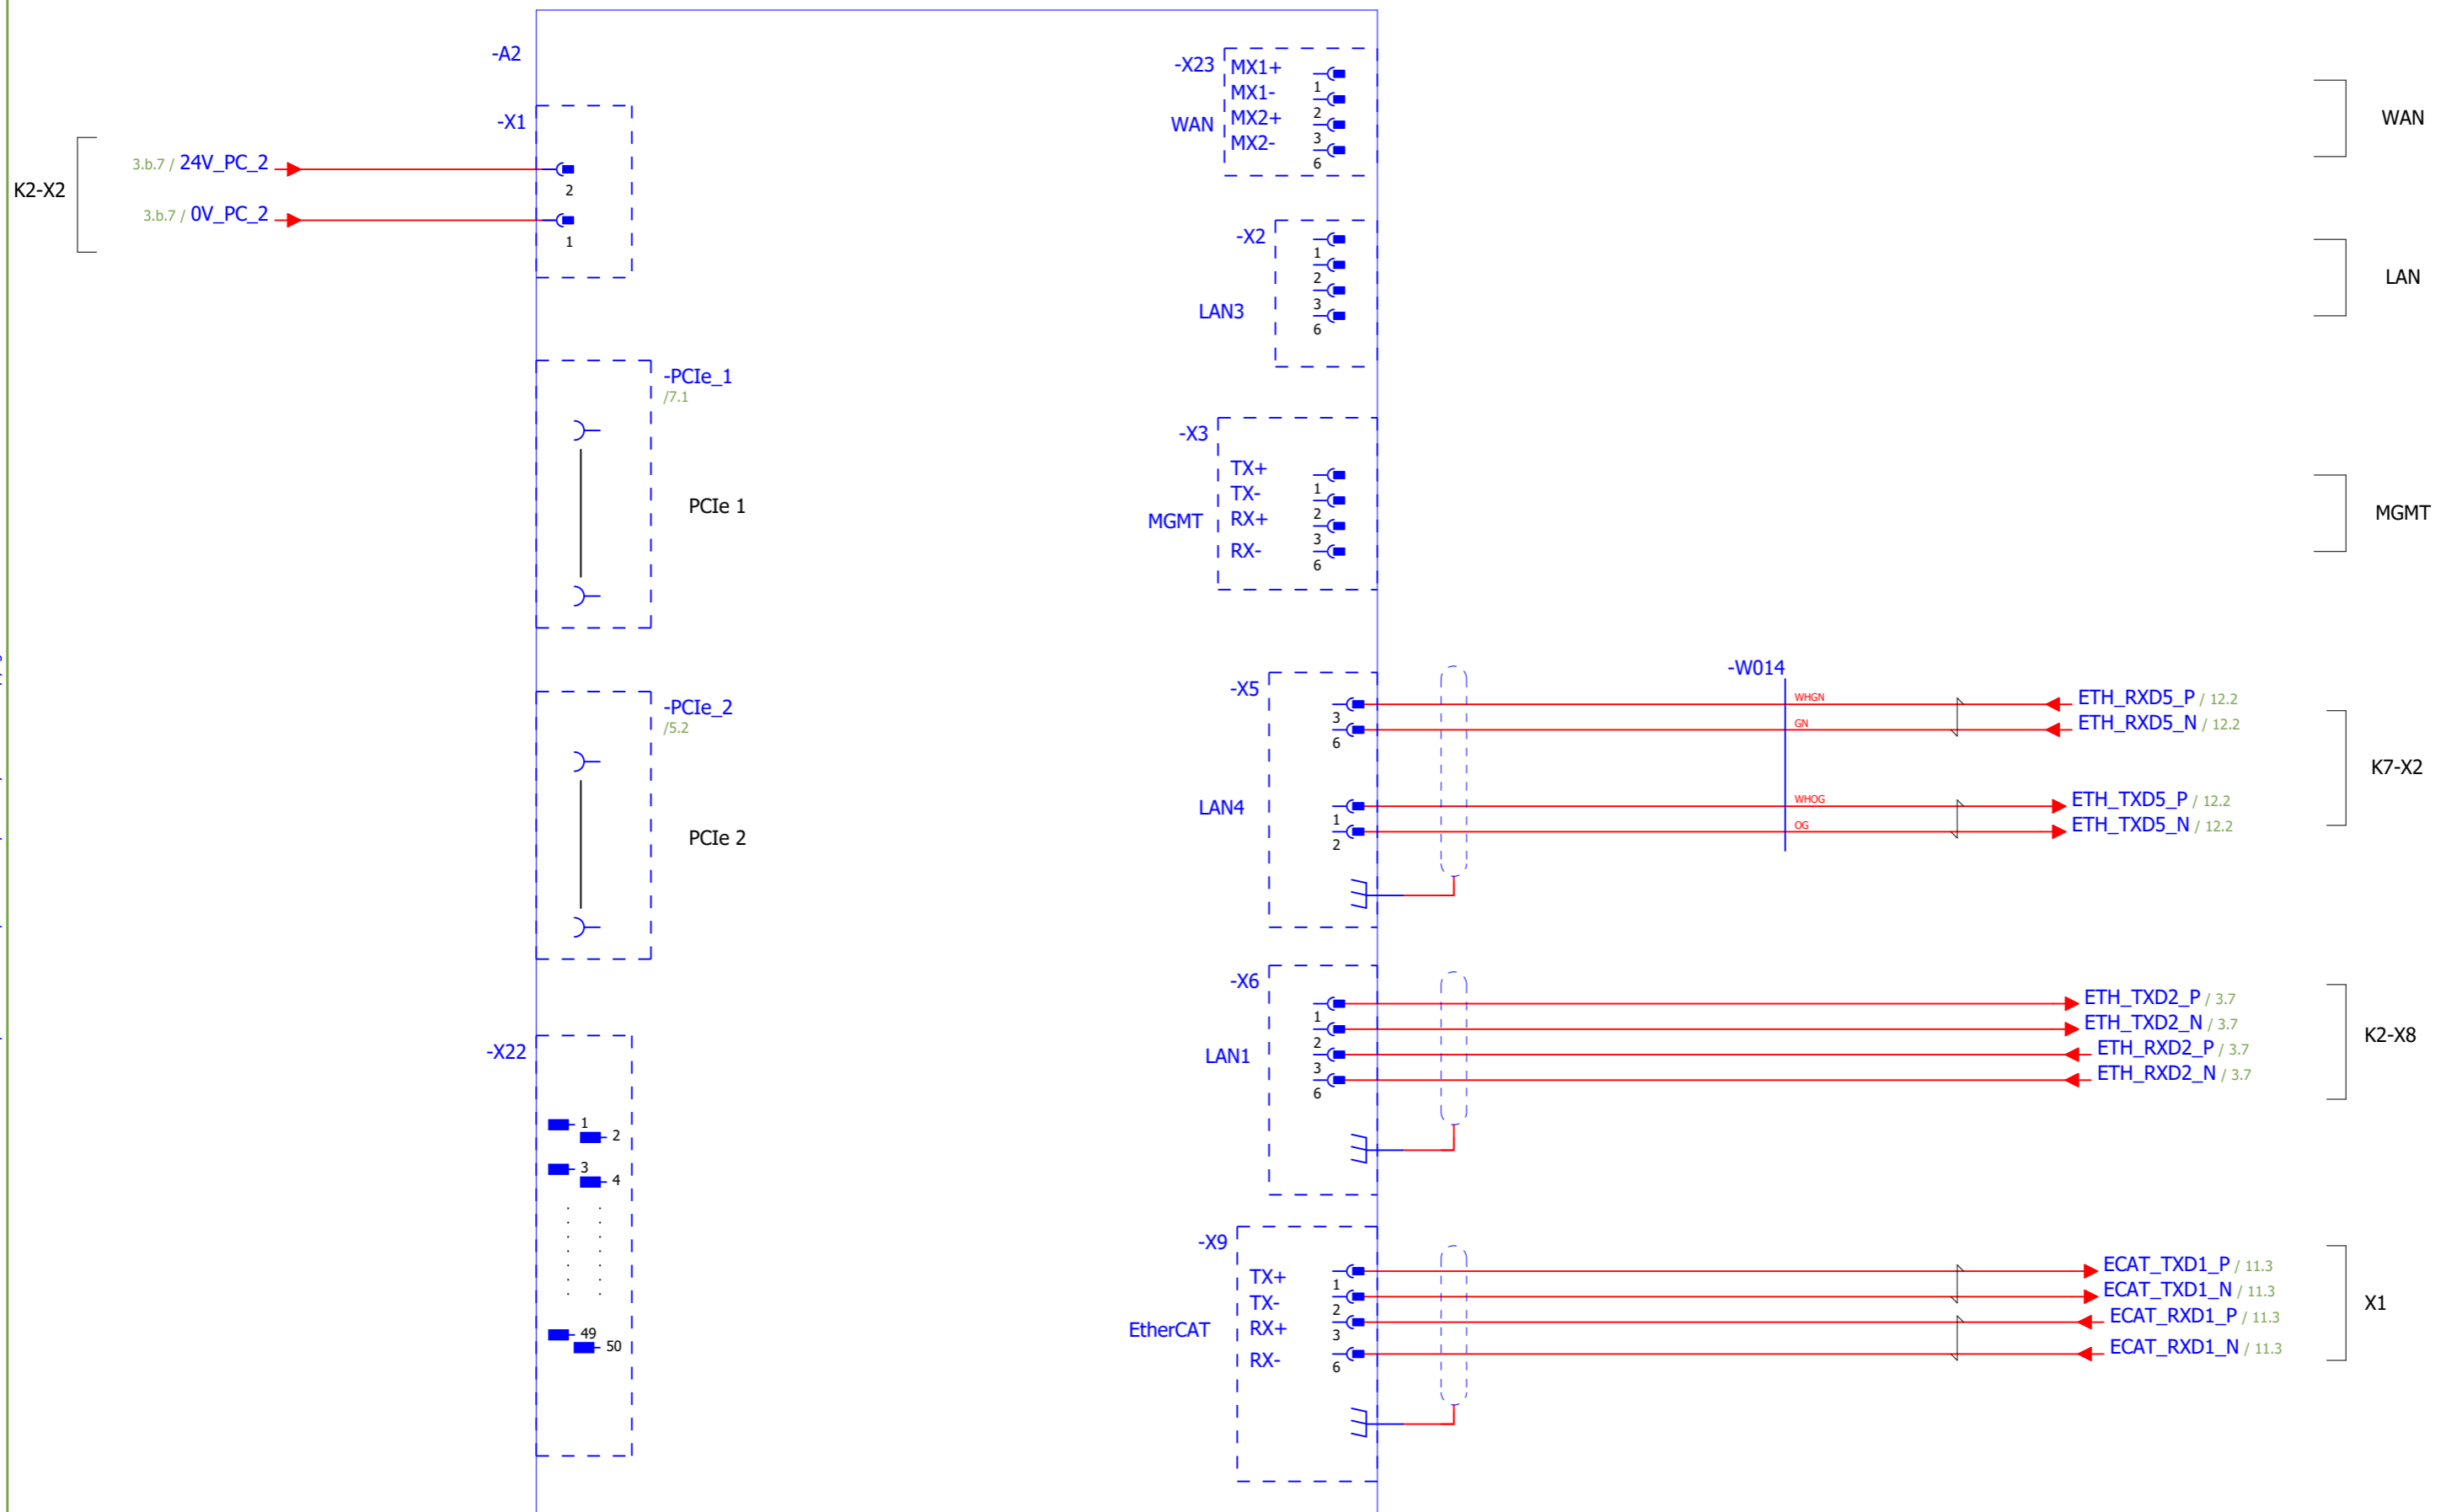 -A2
-X1
K2-X2
3.b.7 / 24V_PC_2
2
3.b.7 / 0V_PC_2
1
-PCIe_1
/7.1
PCIe 1
-PCIe_2
/5.2
PCIe 2
-X22
1
2
3
4
49
50
-X23
WAN
MX1+
1
MX1-
2
MX2+
3
MX2-
6
WAN
-X2
LAN3
1
2
3
6
LAN
-X3
MGMT
TX+
1
TX-
2
RX+
3
RX-
6
MGMT
-X5
LAN4
-W014
3
WHGN
ETH_RXD5_P / 12.2
6
GN
ETH_RXD5_N / 12.2
1
WHOG
ETH_TXD5_P / 12.2
2
OG
ETH_TXD5_N / 12.2
K7-X2
-X6
LAN1
1
ETH_TXD2_P / 3.7
2
ETH_TXD2_N / 3.7
3
ETH_RXD2_P / 3.7
6
ETH_RXD2_N / 3.7
K2-X8
-X9
EtherCAT
TX+
1
ECAT_TXD1_P / 11.3
TX-
2
ECAT_TXD1_N / 11.3
RX+
3
ECAT_RXD1_P / 11.3
RX-
6
ECAT_RXD1_N / 11.3
X1